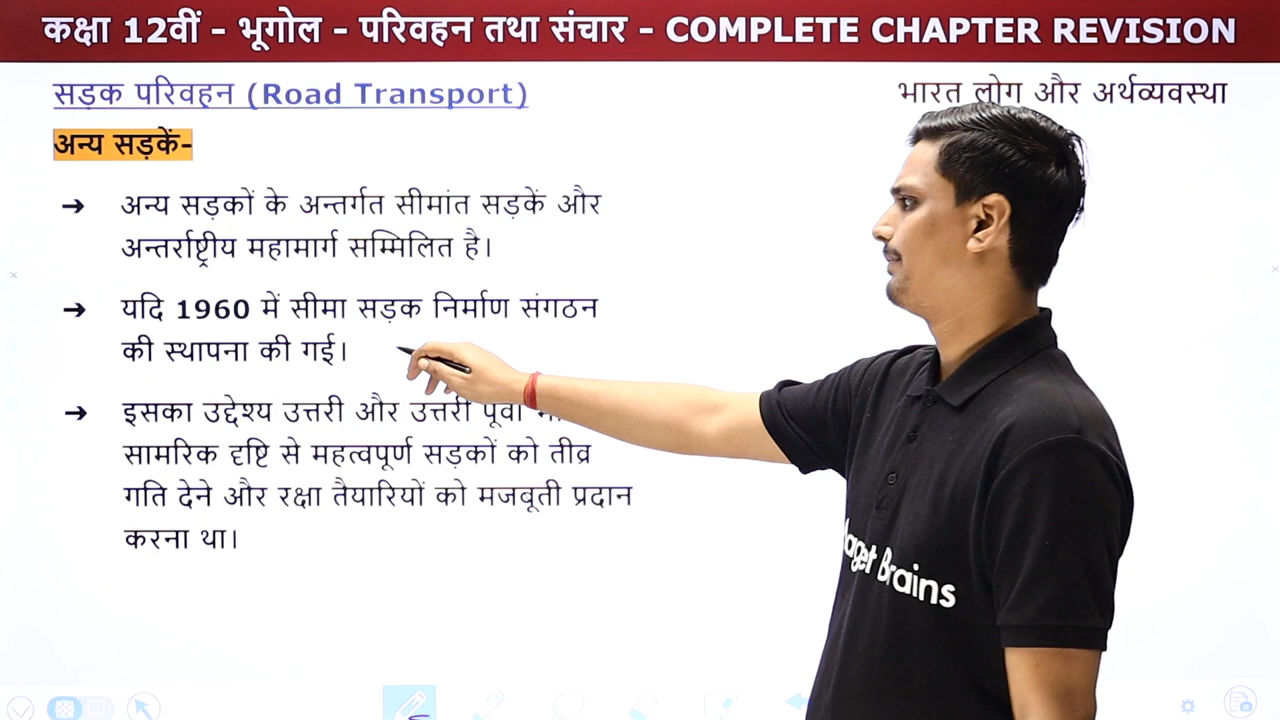 कक्षा 12वीं - भूगोल - परिवहन तथा संचार - COMPLETE CHAPTER REVISION
सड़क परिवहन (Road Transport)
भारत लोग और अर्थव्यवस्था
अन्य सड़कें-
➔ अन्य सड़कों के अन्तर्गत सीमांत सड़कें और
अन्तर्राष्ट्रीय महामार्ग सम्मिलित है।
➔ यदि 1960 में सीमा सड़क निर्माण संगठन
की स्थापना की गई।
➔ इसका उद्देश्य उत्तरी और उत्तरी पूर्वी
सामरिक दृष्टि से महत्वपूर्ण सड़कों को तीव्र
गति देने और रक्षा तैयारियों को मजबूती प्रदान
करना था।
Brains